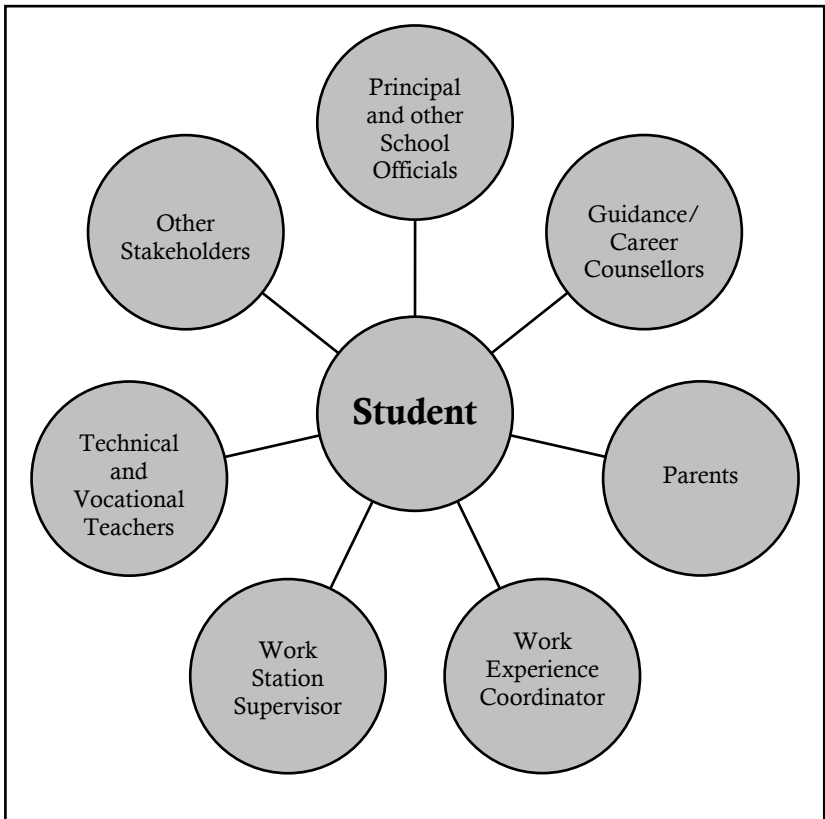 Principal
and other
School
Officials
Guidance/
Career
Counsellors
Parents
Work
Experience
Coordinator
Work
Station
Supervisor
Technical
and
Vocational
Teachers
Other
Stakeholders
Student